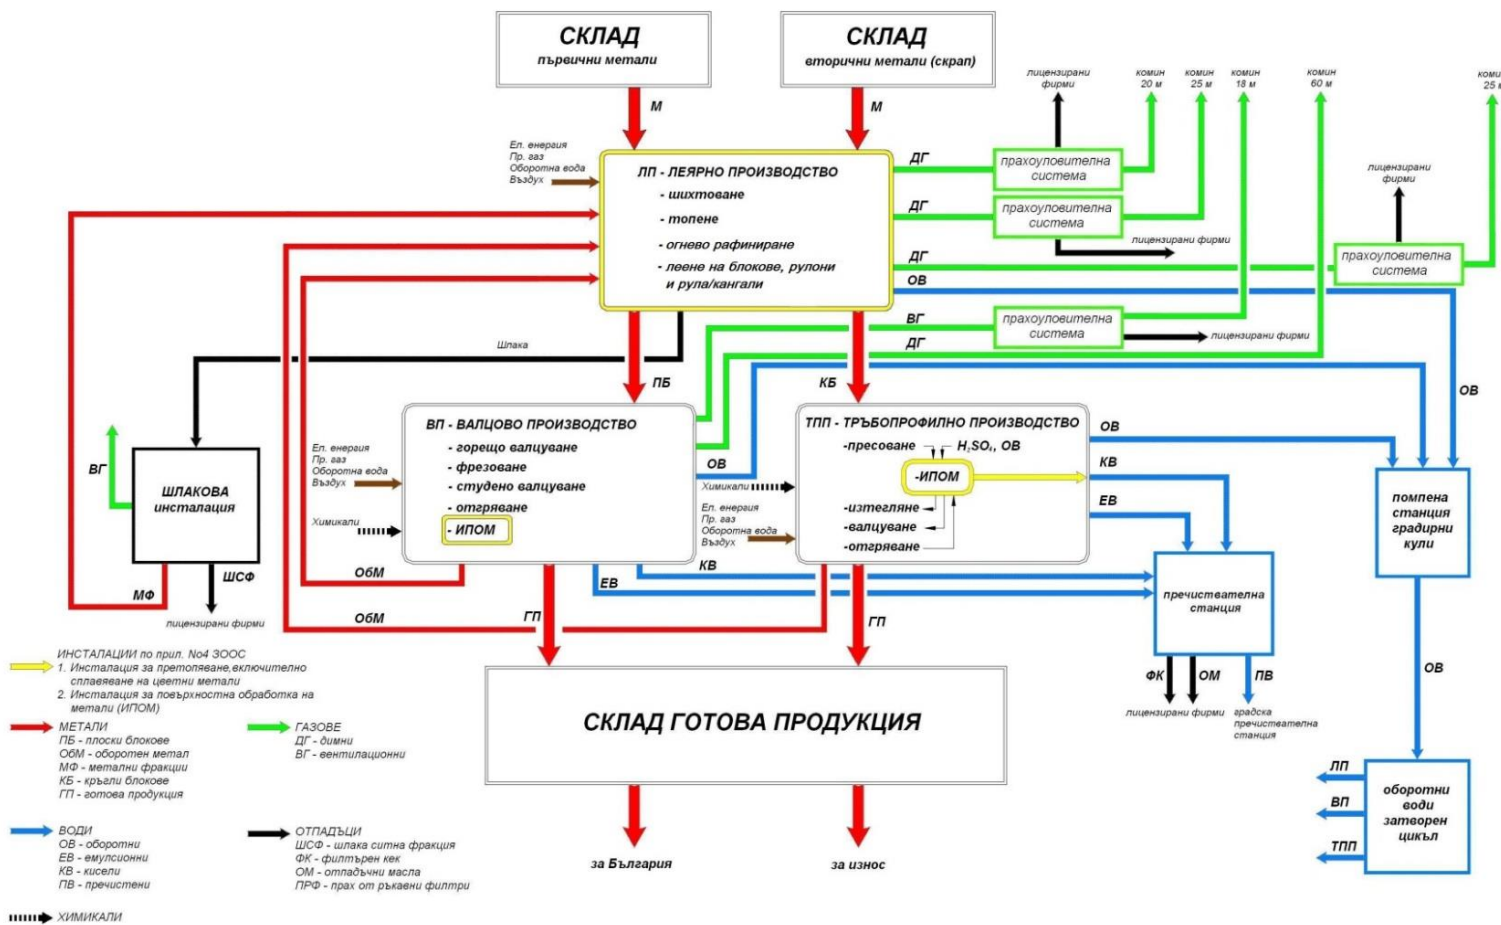 СКЛАД
първични метали
СКЛАД
вторични метали (скрап)
М
М
лицензирани
фирми
комин
20 м
комин
25 м
комин
18 м
комин
60 м
25 м
Ел. енергия
Пр. газ
Оборотна вода
Въздух
ЛП - ЛЕЯРНО ПРОИЗВОДСТВО
- шихтоване
- топене
- огнево рафиниране
- леене на блокове, рулони
и рула/кангали
ДГ
прахоуловителна
система
ДГ
прахоуловителна
система
лицензирани фирми
лицензирани
фирми
ДГ
прахоуловителна
система
ОВ
ВГ
прахоуловителна
система
лицензирани фирми
ДГ
Шлака
ПБ
КБ
ОВ
ВГ
ШЛАКОВА
инсталация
МФ
ШСФ
лицензирани фирми
Ел. енергия
Пр. газ
Оборотна вода
Въздух
Химикали
ВП - ВАЛЦОВО ПРОИЗВОДСТВО
- горещо валцуване
- фрезоване
- студено валцуване
- отгряване
- ИПОМ
ОВ
Химикали
Ел. енергия
Пр. газ
Оборотна вода
Въздух
ТПП - ТРЪБОПРОФИЛНО ПРОИЗВОДСТВО
-пресоване
H₂SO₄, ОВ
-ИПОМ
-изтегляне
-валцуване
-отгряване
ОВ
КВ
ЕВ
помпена
станция
градирни
кули
ОбМ
ОбМ
ГП
ЕВ
КВ
ГП
пречиствателна
станция
ФК
ОМ
ПВ
лицензирани фирми
градска
пречиствателна
станция
ОВ
СКЛАД ГОТОВА ПРОДУКЦИЯ
за България
за износ
ЛП
ВП
ТПП
оборотни
води
затворен
цикъл
ИНСТАЛАЦИИ по прил. No4 ЗООС
1. Инсталация за претопяване,включително
сплавяване на цветни метали
2. Инсталация за повърхностна обработка на
метали (ИПОМ)
МЕТАЛИ
ПБ - плоски блокове
ОбМ - оборотен метал
МФ - метални фракции
КБ - кръгли блокове
ГП - готова продукция
ГАЗОВЕ
ДГ - димни
ВГ - вентилационни
ВОДИ
ОВ - оборотни
ЕВ - емулсионни
КВ - кисели
ПВ - пречистени
ОТПАДЪЦИ
ШСФ - шлака ситна фракция
ФК - филтърен кек
ОМ - отпадъчни масла
ПРФ - прах от ръкавни филтри
ХИМИКАЛИ